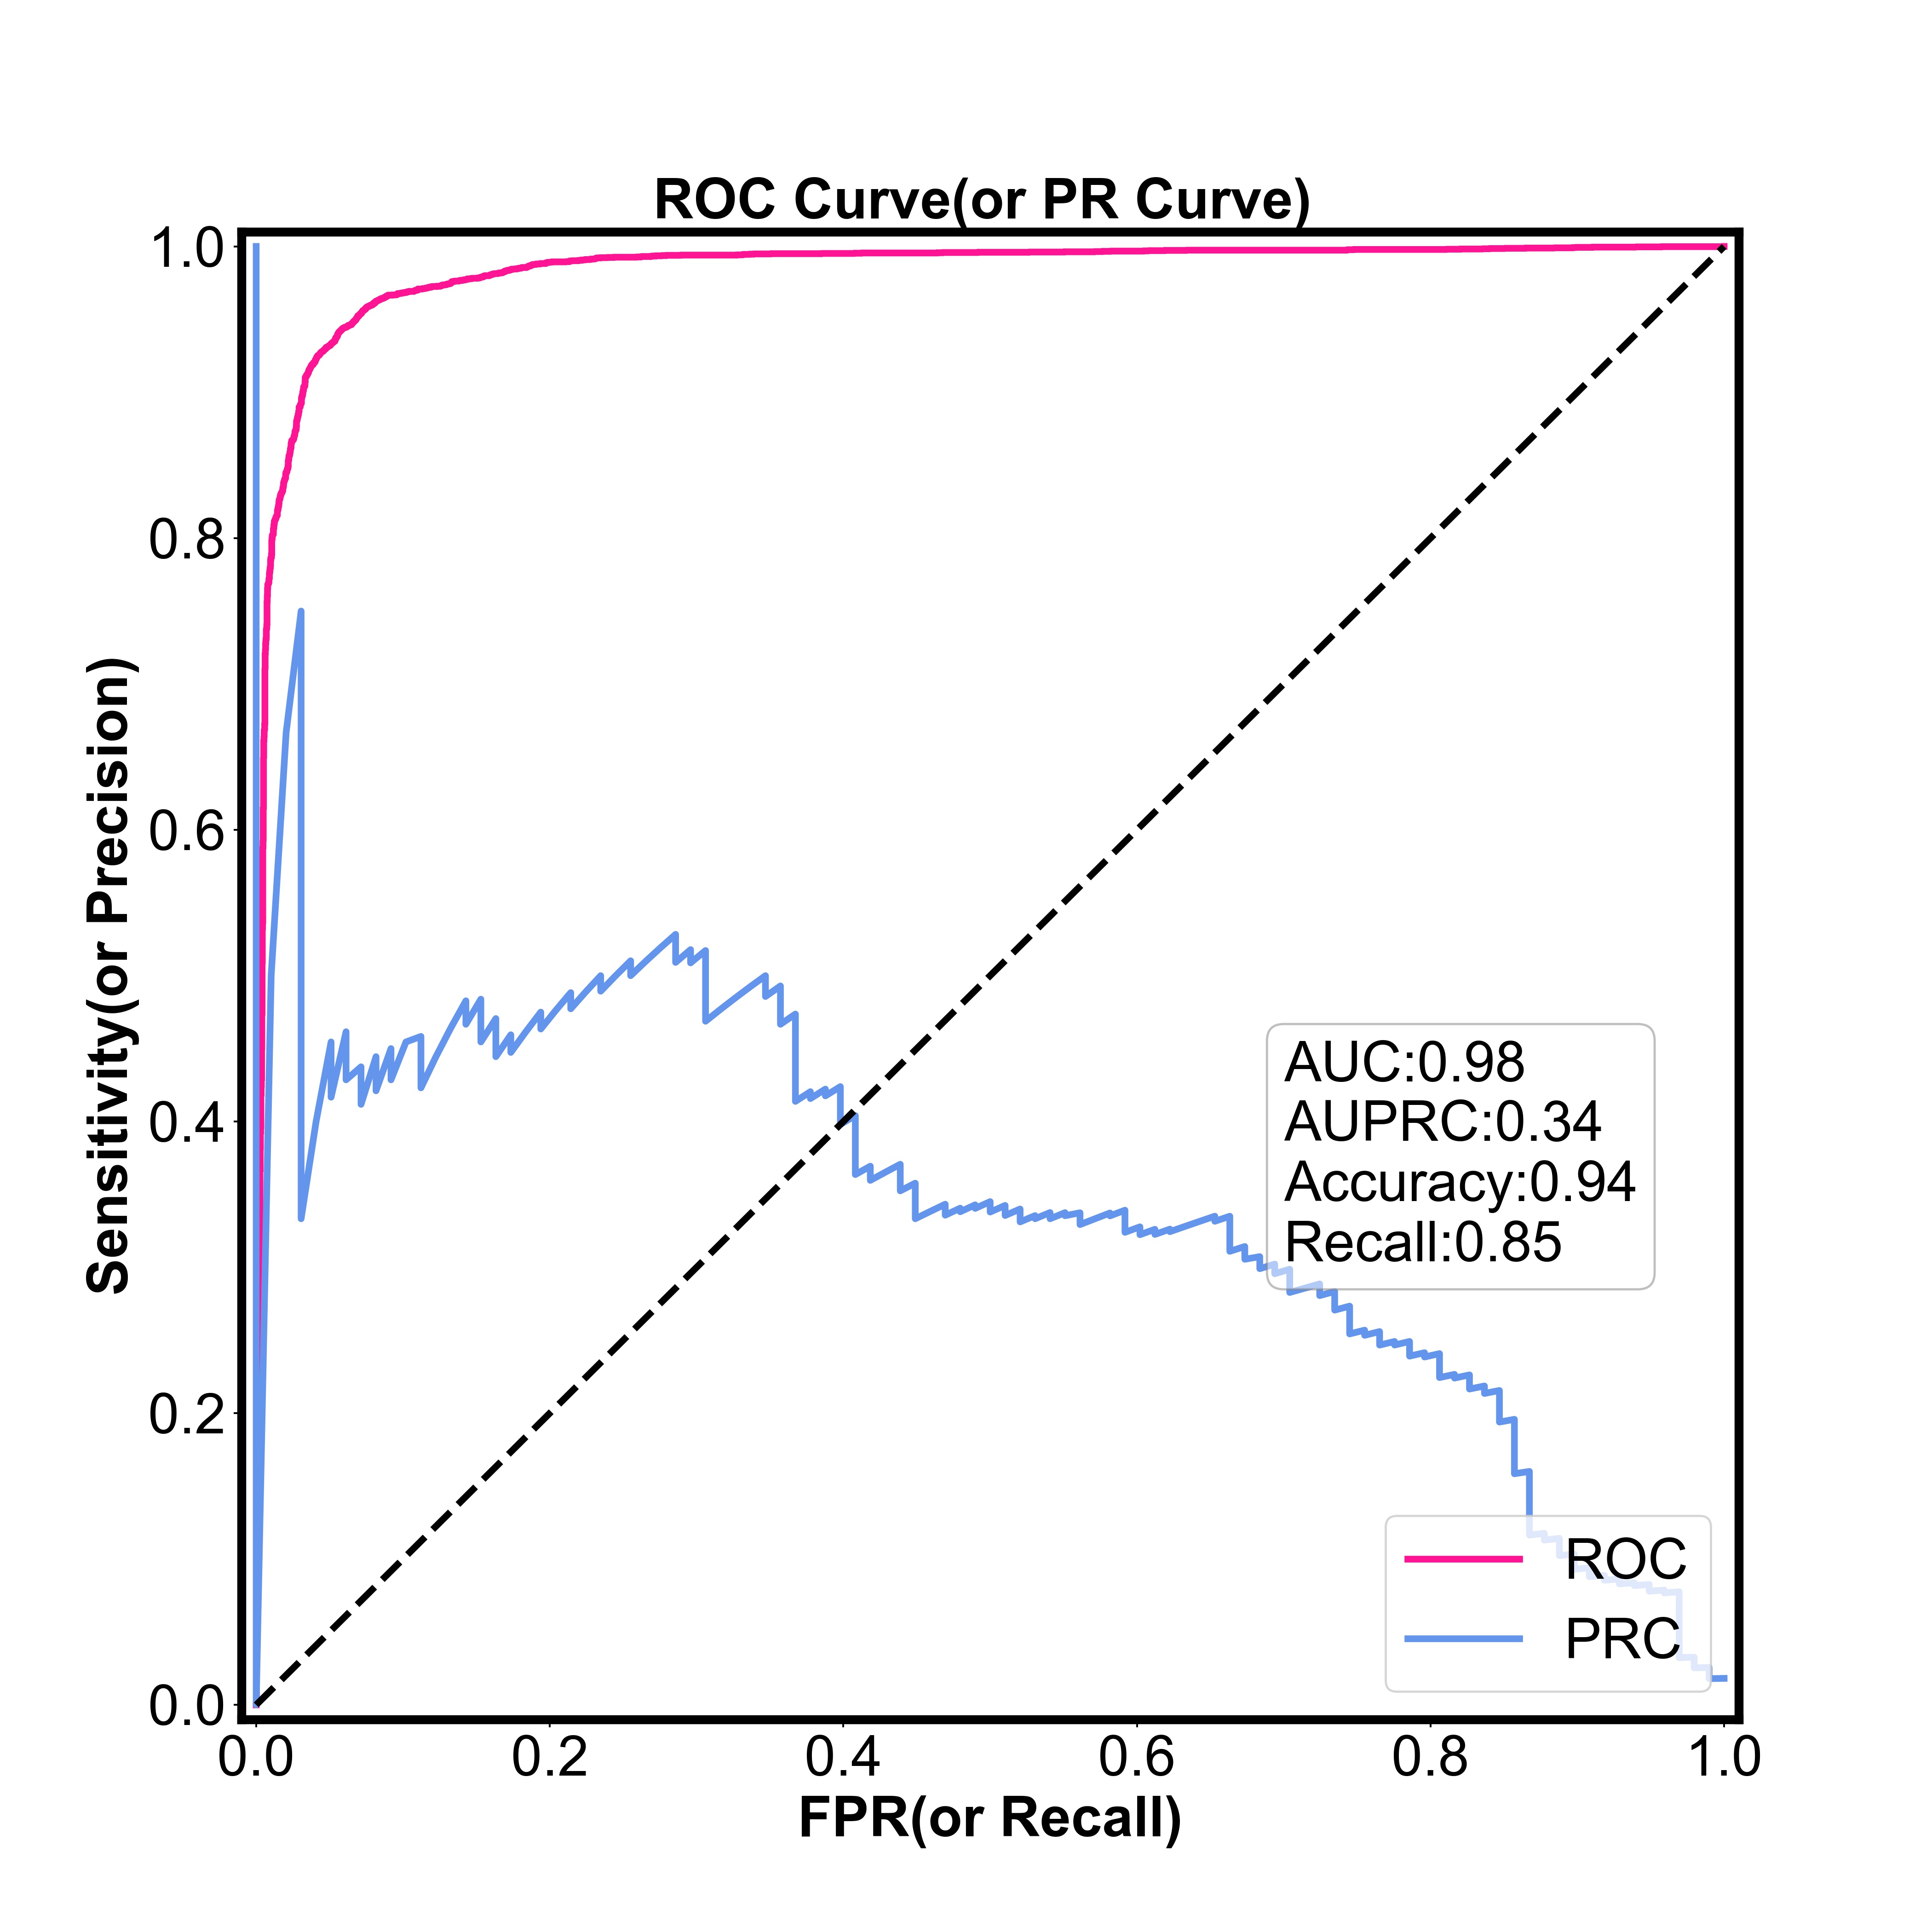 ROC Curve(or PR Curve)
1.0
0.8
0.6
0.4
0.2
0.0
Sensitivity(or Precision)
AUC:0.98
AUPRC:0.34
Accuracy:0.94
Recall:0.85
ROC
PRC
0.0 0.2 0.4 0.6 0.8 1.0
FPR(or Recall)